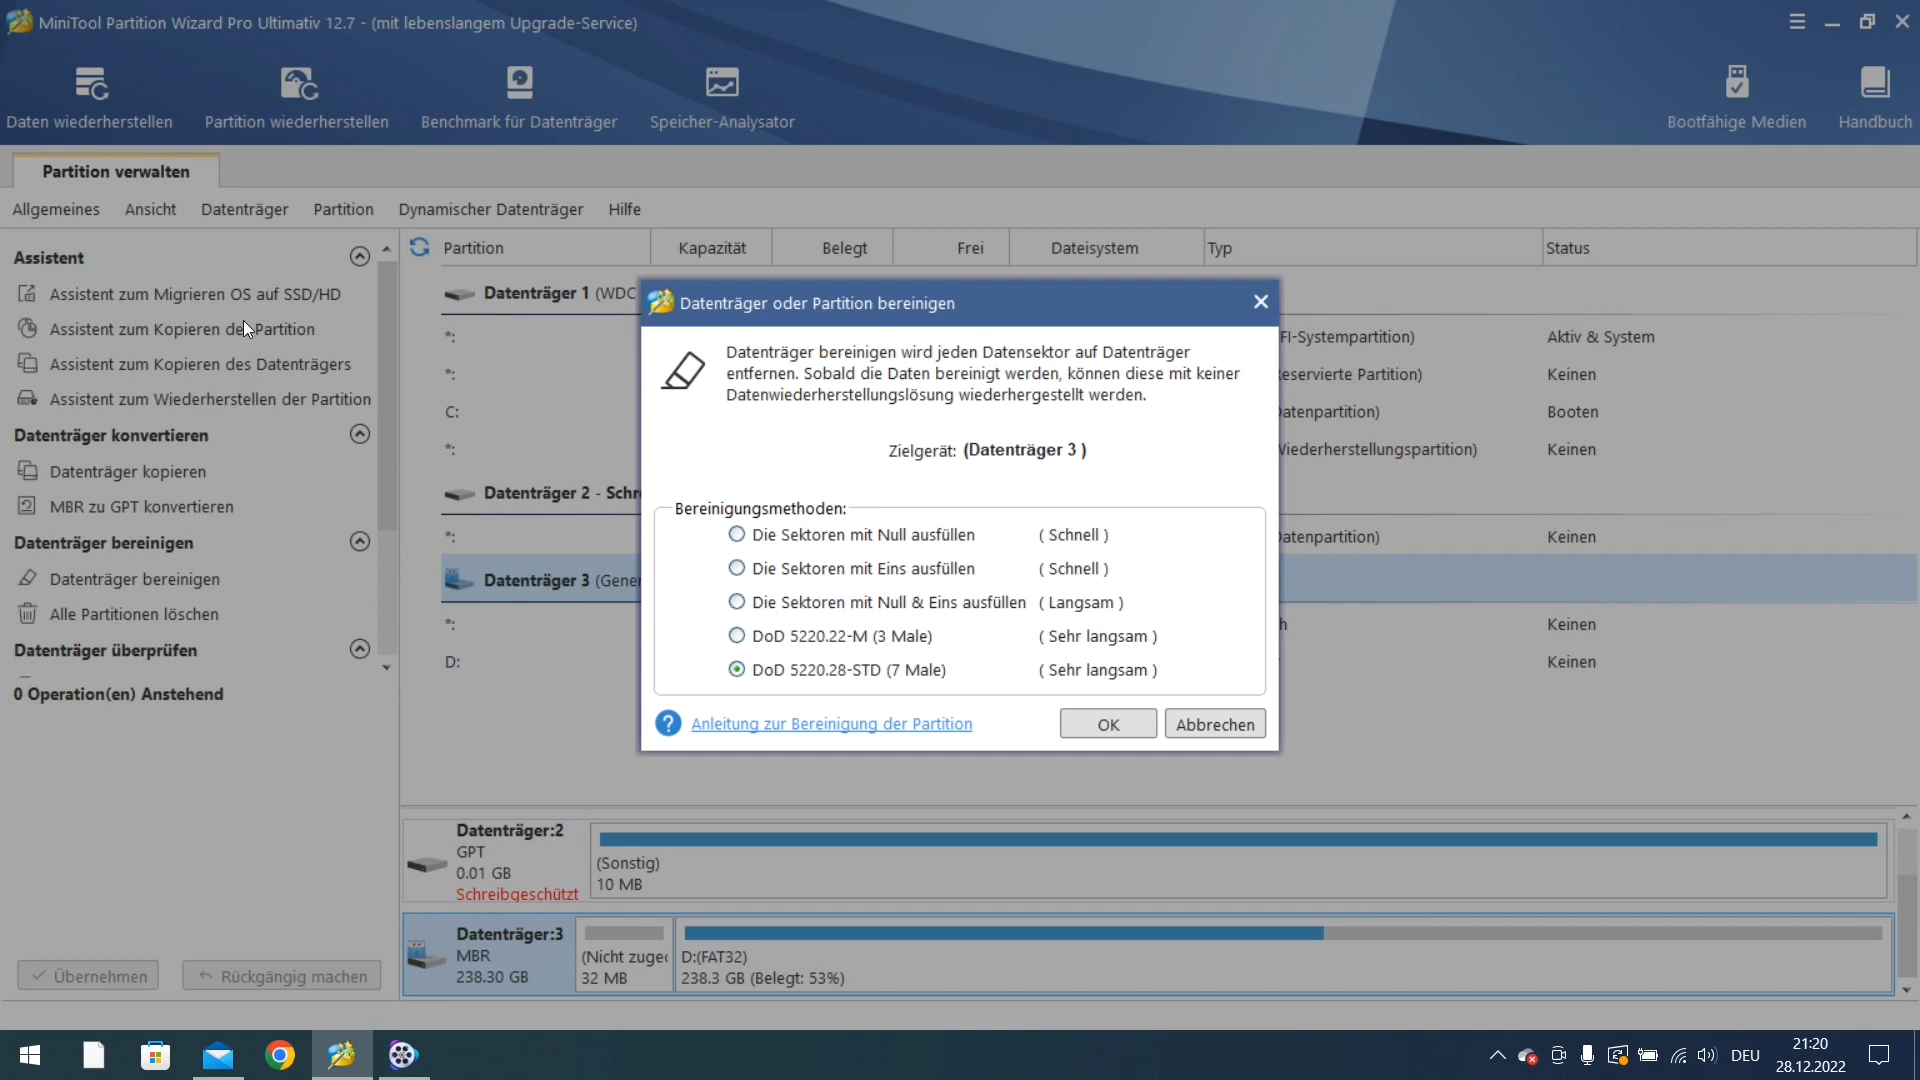 MiniTool Partition Wizard Pro Ultimativ 12.7 - (mit lebenslangem Upgrade-Service)
Daten wiederherstellen
Partition wiederherstellen
Benchmark für Datenträger
Speicher-Analysator
Bootfähige Medien
Handbuch
Partition verwalten
Allgemeines Ansicht Datenträger Partition Dynamischer Datenträger Hilfe
Assistent
Assistent zum Migrieren OS auf SSD/HD
Assistent zum Kopieren der Partition
Assistent zum Kopieren des Datenträgers
Assistent zum Wiederherstellen der Partition
Datenträger konvertieren
Datenträger kopieren
MBR zu GPT konvertieren
Datenträger bereinigen
Datenträger bereinigen
Alle Partitionen löschen
Datenträger überprüfen
0 Operation(en) Anstehend
Übernehmen
Rückgängig machen
Partition Kapazität Belegt Frei Dateisystem Typ Status
Datenträger 1 (WDC
*: FI-Systempartition) Aktiv & System
*: eservierte Partition) Keinen
C: atenpartition) Booten
*: Wiederherstellungspartition) Keinen
Datenträger 2 - Schr
*: atenpartition) Keinen
Datenträger 3 (Gener
*: h Keinen
D: Keinen
Datenträger oder Partition bereinigen
Datenträger bereinigen wird jeden Datensektor auf Datenträger
entfernen. Sobald die Daten bereinigt werden, können diese mit keiner
Datenwiederherstellungslösung wiederhergestellt werden.
Zielgerät: (Datenträger 3 )
Bereinigungsmethoden:
Die Sektoren mit Null ausfüllen ( Schnell )
Die Sektoren mit Eins ausfüllen ( Schnell )
Die Sektoren mit Null & Eins ausfüllen ( Langsam )
DoD 5220.22-M (3 Male) ( Sehr langsam )
DoD 5220.28-STD (7 Male) ( Sehr langsam )
? Anleitung zur Bereinigung der Partition
OK
Abbrechen
Datenträger:2
GPT
0.01 GB
Schreibgeschützt
(Sonstig)
10 MB
Datenträger:3
MBR
238.30 GB
(Nicht zugeo
32 MB
D:(FAT32)
238.3 GB (Belegt: 53%)
DEU
21:20
28.12.2022